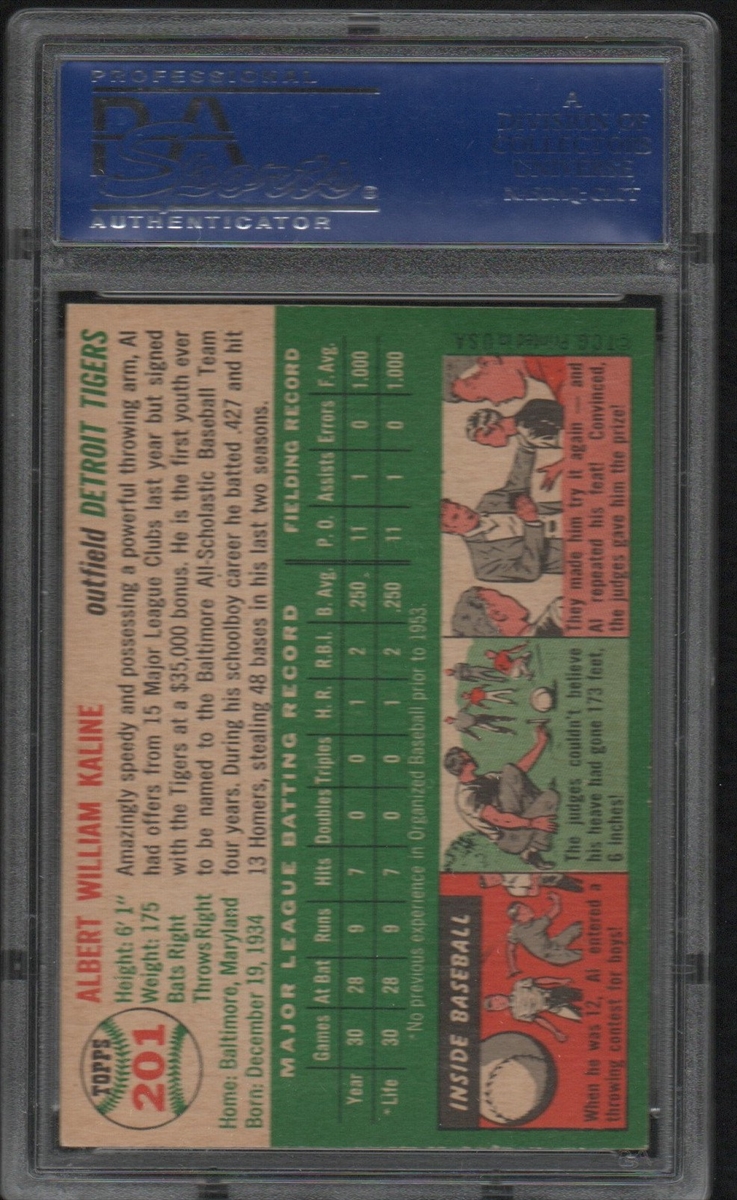 PROFESSIONAL
PSA
Sports®
AUTHENTICATOR
A
DIVISION OF
COLLECTORS
UNIVERSE
NASDAQ: CLCT
TOPPS
201
ALBERT WILLIAM KALINE
outfield DETROIT TIGERS
Height: 6' 1"
Weight: 175
Bats Right
Throws Right
Home: Baltimore, Maryland
Born: December 19, 1934
Amazingly speedy and possessing a powerful throwing arm, Al
had offers from 15 Major League Clubs last year but signed
with the Tigers at a $35,000 bonus. He is the first youth ever
to be named to the Baltimore All-Scholastic Baseball Team
four years. During his schoolboy career he batted .427 and hit
13 Homers, stealing 48 bases in his last two seasons.
MAJOR LEAGUE BATTING RECORD FIELDING RECORD
Games At Bat Runs Hits Doubles Triples H. R. R.B.I. B. Avg. P. O. Assists Errors F. Avg.
Year 30 28 9 7 0 0 1 2 .250 11 1 0 1.000
*Life 30 28 9 7 0 0 1 2 .250 11 1 0 1.000
*No previous experience in Organized Baseball prior to 1953.
INSIDE BASEBALL
When he was 12, Al entered a
throwing contest for boys!
The judges couldn't believe
his heave had gone 173 feet,
6 inches!
They made him try it again — and
Al repeated his feat! Convinced,
the judges gave him the prize!
©TCG Printed in USA